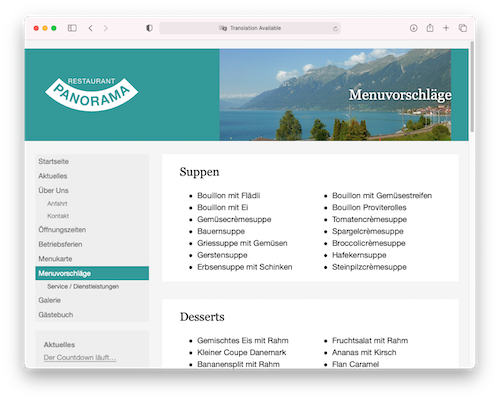 Translation Available
RESTAURANT
PANORAMA
Menuvorschläge
Startseite
Aktuelles
Über Uns
Anfahrt
Kontakt
Öffnungszeiten
Betriebsferien
Menukarte
Menuvorschläge
Service / Dienstleistungen
Galerie
Gästebuch
Aktuelles
Der Countdown läuft...
Suppen
Bouillon mit Flädli
Bouillon mit Ei
Gemüsecrèmesuppe
Bauernsuppe
Griessuppe mit Gemüsen
Gerstensuppe
Erbsensuppe mit Schinken
Bouillon mit Gemüsestreifen
Bouillon Proviterolles
Tomatencrèmesuppe
Spargelcrèmesuppe
Broccolicrèmesuppe
Hafekernsuppe
Steinpilzcrèmesuppe
Desserts
Gemischtes Eis mit Rahm
Kleiner Coupe Danemark
Bananensplit mit Rahm
Fruchtsalat mit Rahm
Ananas mit Kirsch
Flan Caramel